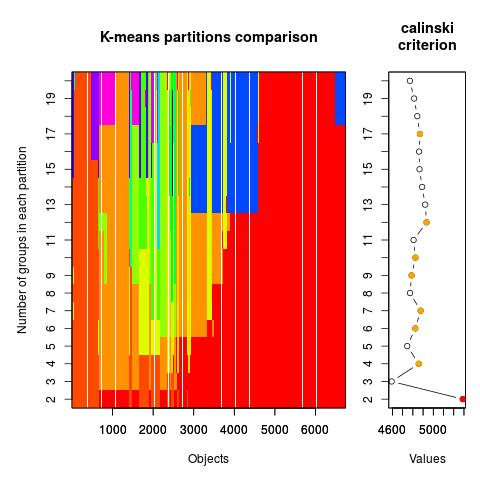 K-means partitions comparison
calinski
criterion
Number of groups in each partition
2 3 4 5 6 7 8 9 11 13 15 17 19
1000 2000 3000 4000 5000 6000
Objects
2 3 4 5 6 7 8 9 11 13 15 17 19
4600 5000
Values